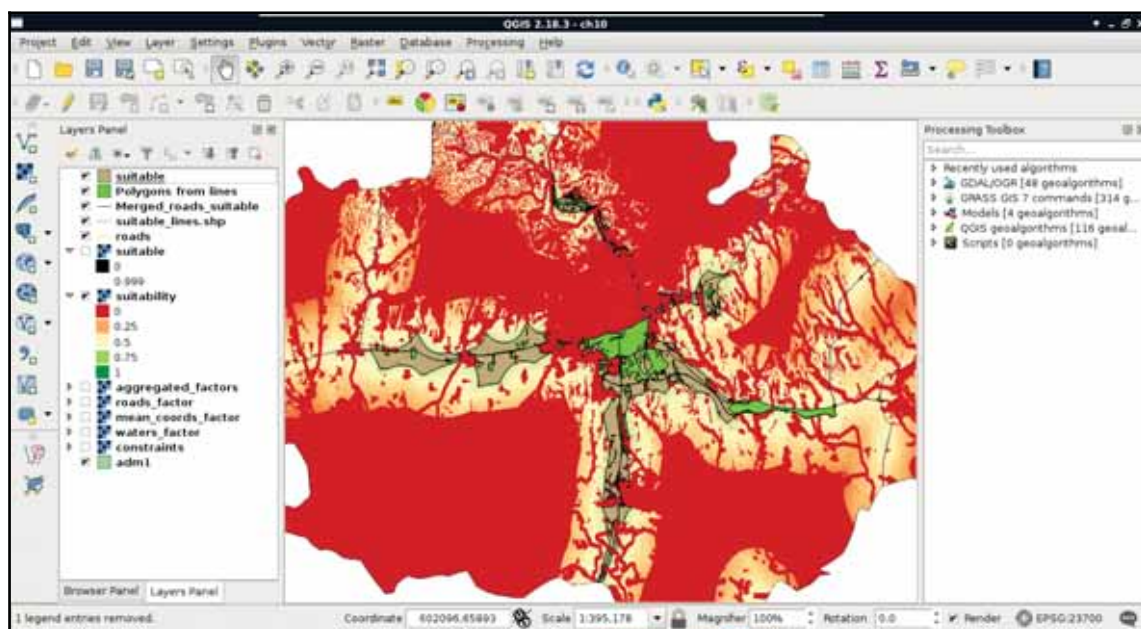 QGIS 2.18.3 - ch10
Project Edit View Layer Settings Plugins Vector Raster Database Processing Help
Layers Panel
suitable
Polygons from lines
Merged_roads_suitable
suitable_lines.shp
roads
suitable
0
0.999
suitability
0
0.25
0.5
0.75
1
aggregated_factors
roads_factor
mean_coords_factor
waters_factor
constraints
adm1
Browser Panel Layers Panel
Processing Toolbox
Search...
Recently used algorithms
GDAL/OGR [48 geoalgorithms]
GRASS GIS 7 commands [314 g...
Models [4 geoalgorithms]
QGIS geoalgorithms [116 geoal...
Scripts [0 geoalgorithms]
1 legend entries removed. Coordinate 602096,65893 Scale 1:395,178 Magnifier 100% Rotation 0.0 Render EPSG:23700